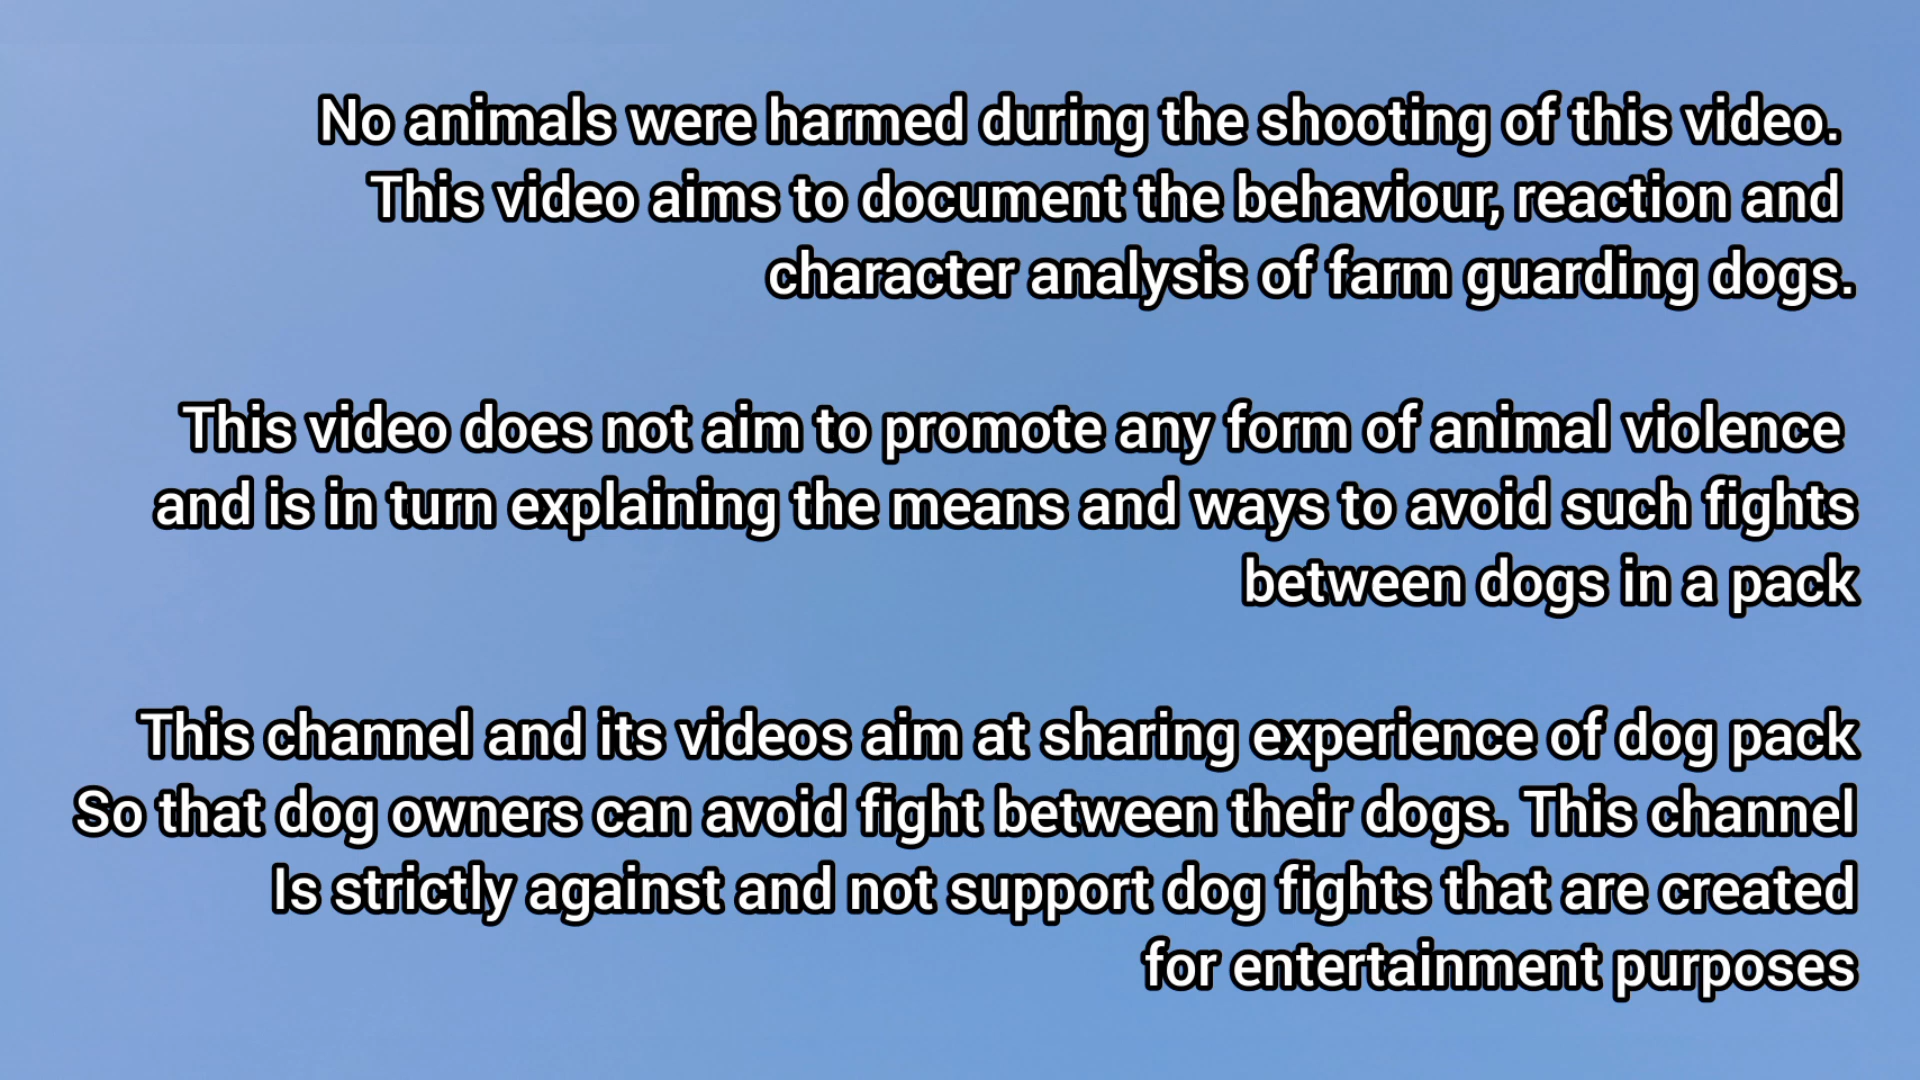 No animals were harmed during the shooting of this video.
This video aims to document the behaviour, reaction and
character analysis of farm guarding dogs.
This video does not aim to promote any form of animal violence
and is in turn explaining the means and ways to avoid such fights
between dogs in a pack
This channel and its videos aim at sharing experience of dog pack
So that dog owners can avoid fight between their dogs. This channel
Is strictly against and not support dog fights that are created
for entertainment purposes